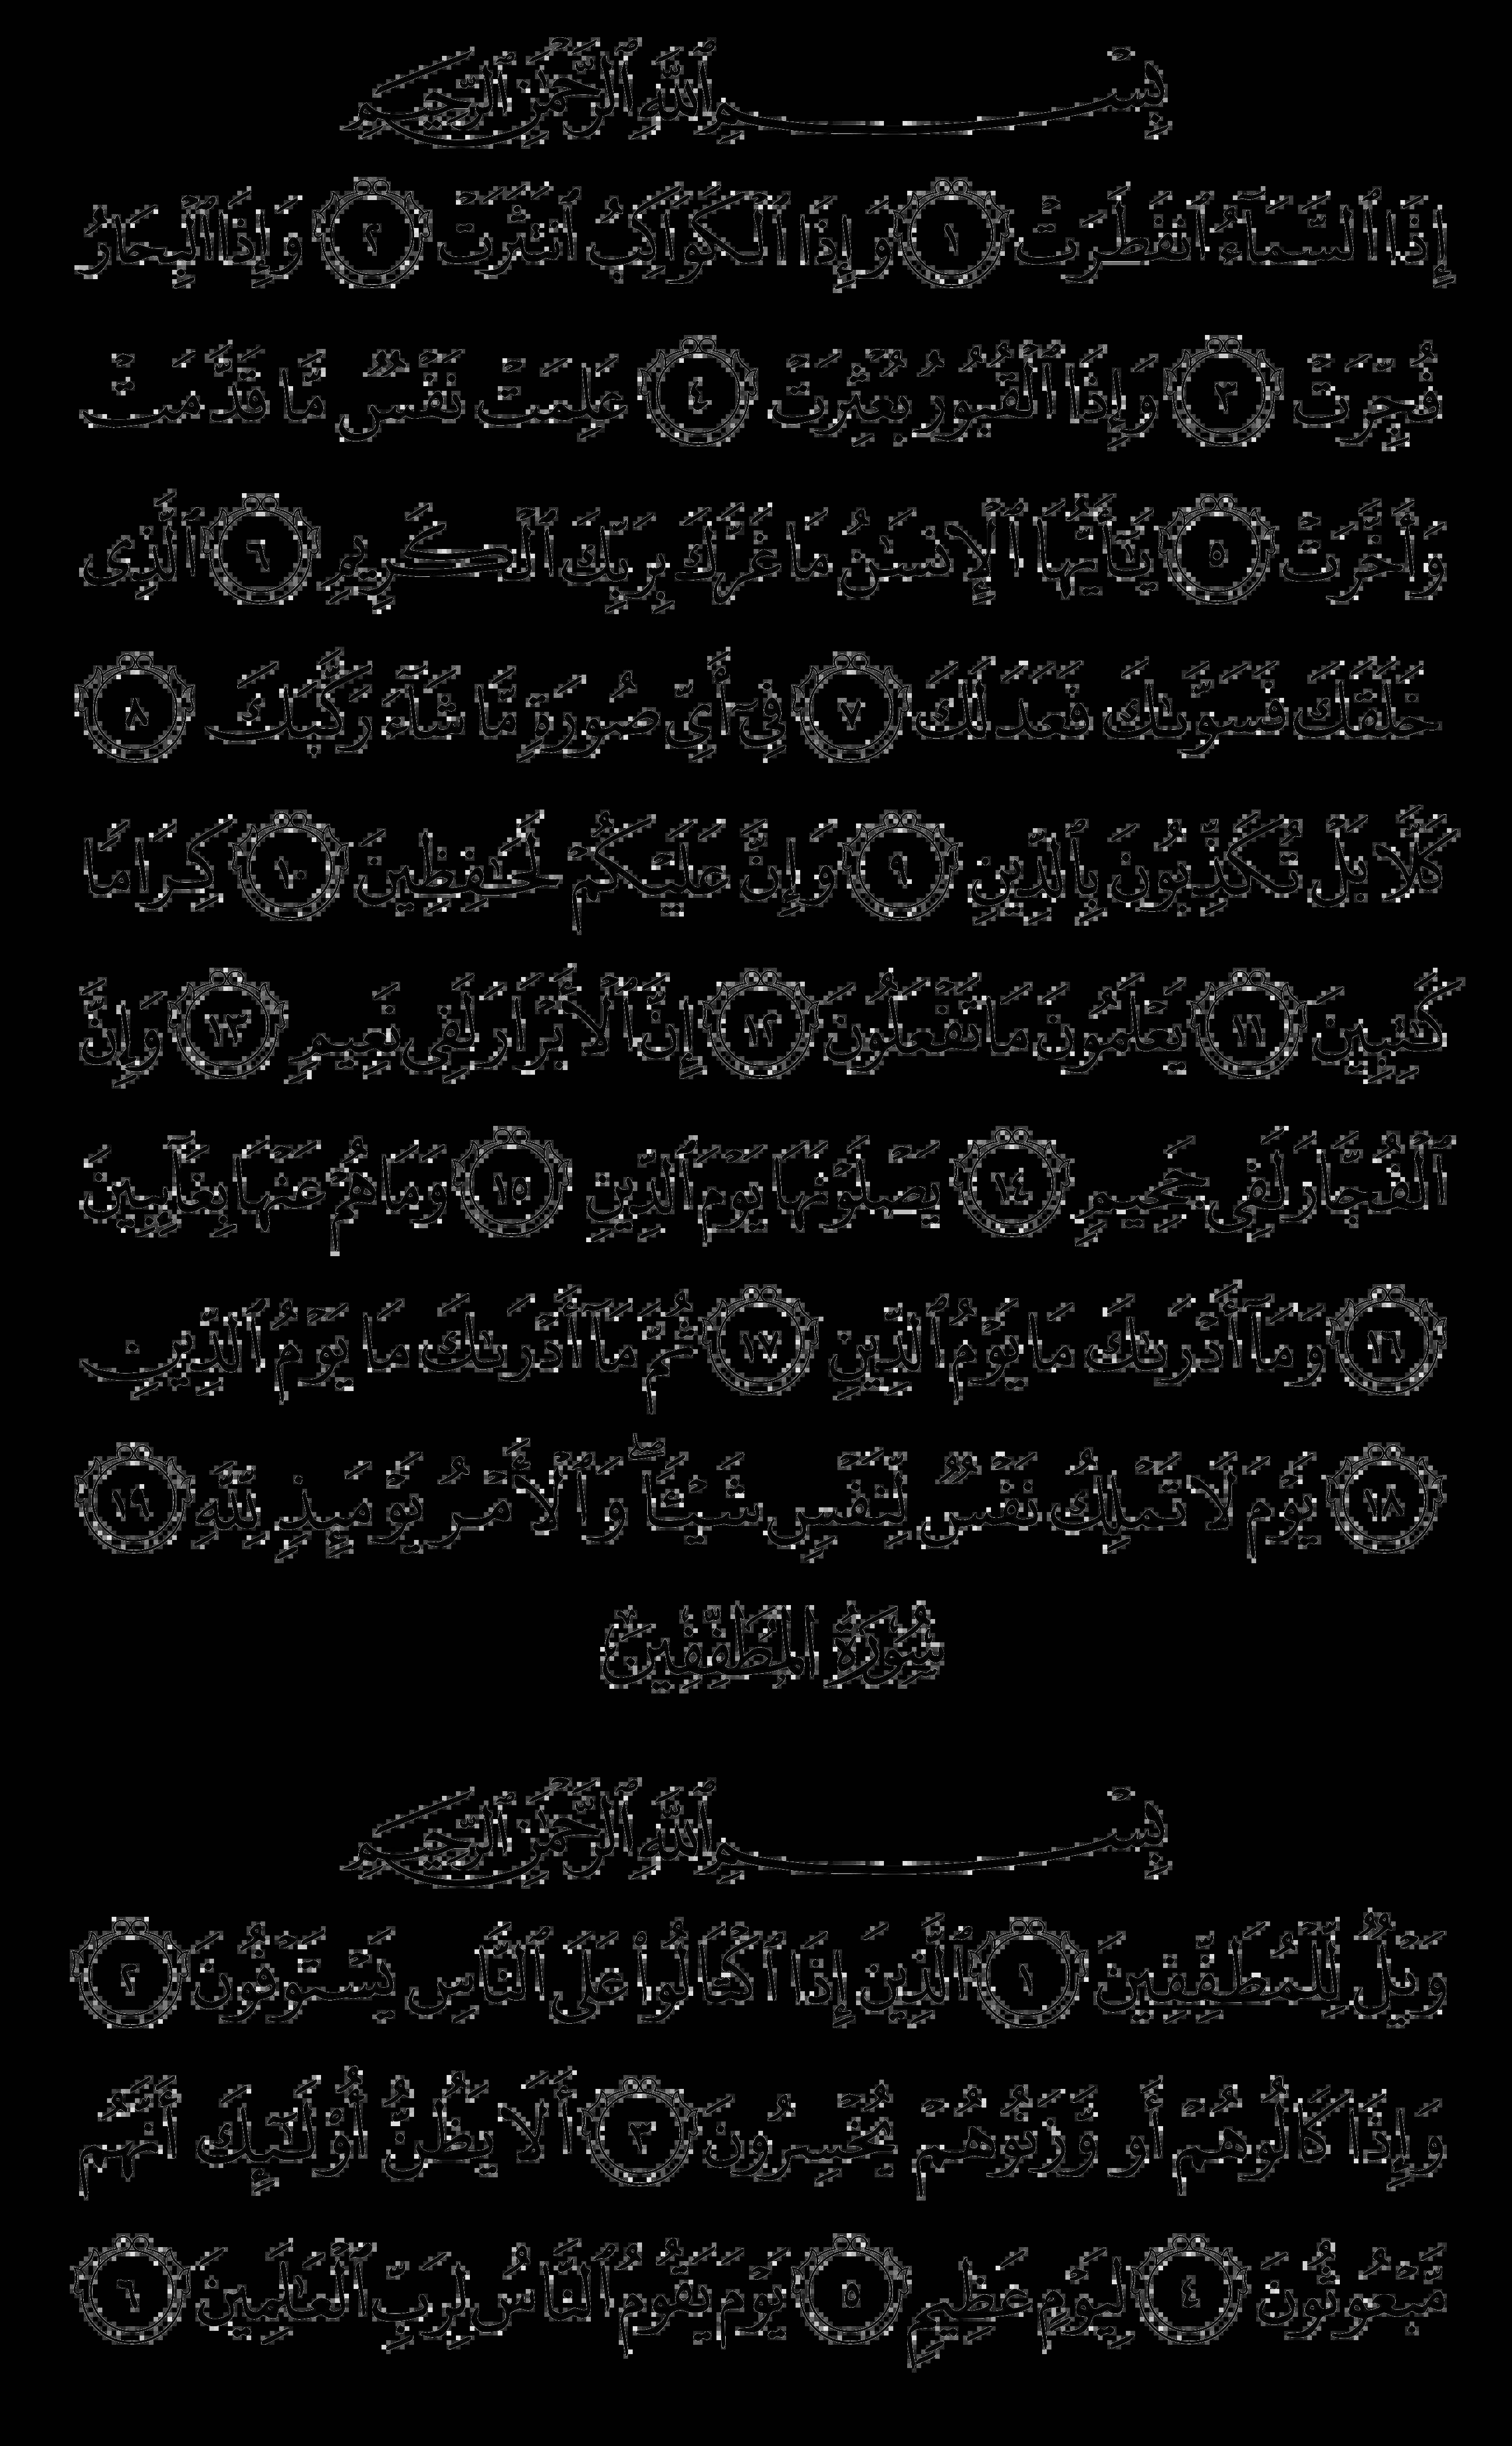 بِسْمِ ٱللَّهِ ٱلرَّحْمَٰنِ ٱلرَّحِيمِ
إِذَا ٱلسَّمَآءُ ٱنفَطَرَتْ ١ وَإِذَا ٱلْكَوَاكِبُ ٱنتَثَرَتْ ٢ وَإِذَا ٱلْبِحَارُ
فُجِّرَتْ ٣ وَإِذَا ٱلْقُبُورُ بُعْثِرَتْ ٤ عَلِمَتْ نَفْسٌ مَّا قَدَّمَتْ
وَأَخَّرَتْ ٥ يَٰٓأَيُّهَا ٱلْإِنسَٰنُ مَا غَرَّكَ بِرَبِّكَ ٱلْكَرِيمِ ٦ ٱلَّذِى
خَلَقَكَ فَسَوَّىٰكَ فَعَدَلَكَ ٧ فِىٓ أَىِّ صُورَةٍ مَّا شَآءَ رَكَّبَكَ ٨
كَلَّا بَلْ تُكَذِّبُونَ بِٱلدِّينِ ٩ وَإِنَّ عَلَيْكُمْ لَحَٰفِظِينَ ١٠ كِرَامًا
كَٰتِبِينَ ١١ يَعْلَمُونَ مَا تَفْعَلُونَ ١٢ إِنَّ ٱلْأَبْرَارَ لَفِى نَعِيمٍ ١٣ وَإِنَّ
ٱلْفُجَّارَ لَفِى جَحِيمٍ ١٤ يَصْلَوْنَهَا يَوْمَ ٱلدِّينِ ١٥ وَمَا هُمْ عَنْهَا بِغَآئِبِينَ
١٦ وَمَآ أَدْرَىٰكَ مَا يَوْمُ ٱلدِّينِ ١٧ ثُمَّ مَآ أَدْرَىٰكَ مَا يَوْمُ ٱلدِّينِ
١٨ يَوْمَ لَا تَمْلِكُ نَفْسٌ لِّنَفْسٍ شَيْـًٔا ۖ وَٱلْأَمْرُ يَوْمَئِذٍ لِّلَّهِ ١٩
سُورَةُ المُطَفِّفِينَ
بِسْمِ ٱللَّهِ ٱلرَّحْمَٰنِ ٱلرَّحِيمِ
وَيْلٌ لِّلْمُطَفِّفِينَ ١ ٱلَّذِينَ إِذَا ٱكْتَالُوا۟ عَلَى ٱلنَّاسِ يَسْتَوْفُونَ ٢
وَإِذَا كَالُوهُمْ أَو وَّزَنُوهُمْ يُخْسِرُونَ ٣ أَلَا يَظُنُّ أُو۟لَٰٓئِكَ أَنَّهُم
مَّبْعُوثُونَ ٤ لِيَوْمٍ عَظِيمٍ ٥ يَوْمَ يَقُومُ ٱلنَّاسُ لِرَبِّ ٱلْعَٰلَمِينَ ٦